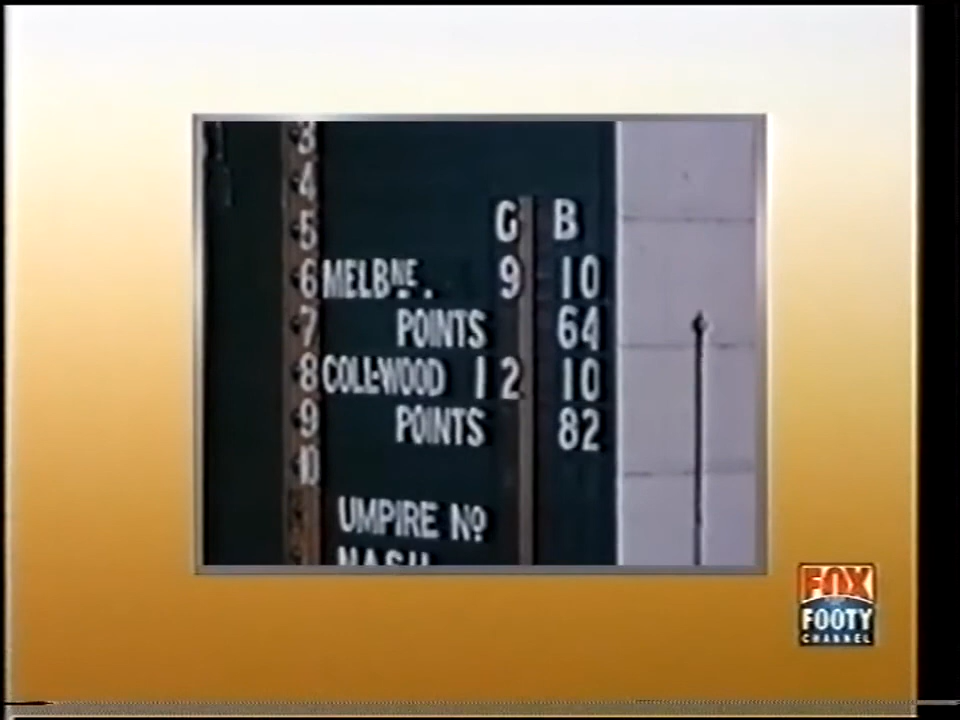 3
4
5 G B
6 MELBNE. . 9 10
7 POINTS 64
8 COLL-WOOD 12 10
9 POINTS 82
10
UMPIRE Nº
NASH
FOX
FOOTY
CHANNEL